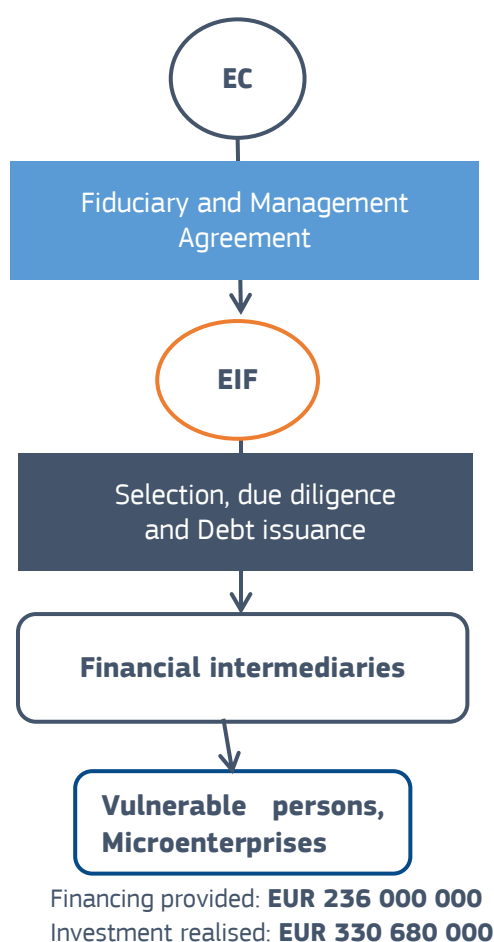 EC
Fiduciary and Management
Agreement
EIF
Selection, due diligence
and Debt issuance
Financial intermediaries
Vulnerable persons,
Microenterprises
Financing provided: EUR 236 000 000
Investment realised: EUR 330 680 000